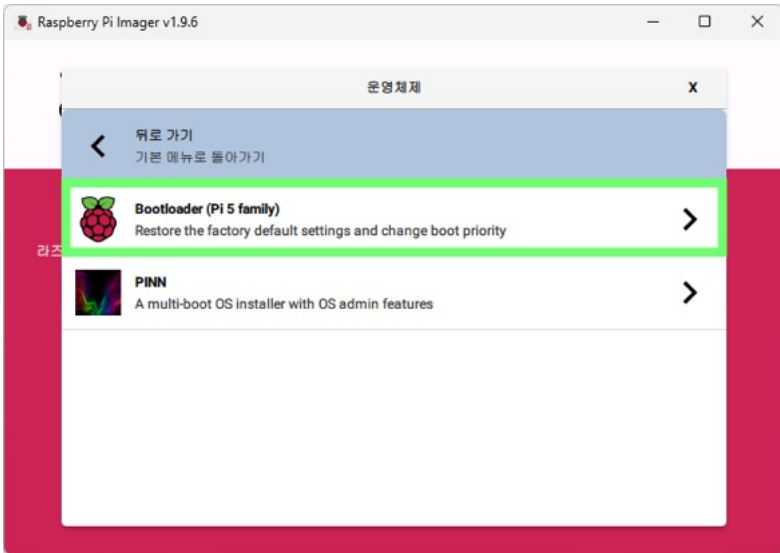 Raspberry Pi Imager v1.9.6
운영체제
X
뒤로 가기
기본 메뉴로 돌아가기
Bootloader (Pi 5 family)
Restore the factory default settings and change boot priority
라즈
PINN
A multi-boot OS installer with OS admin features